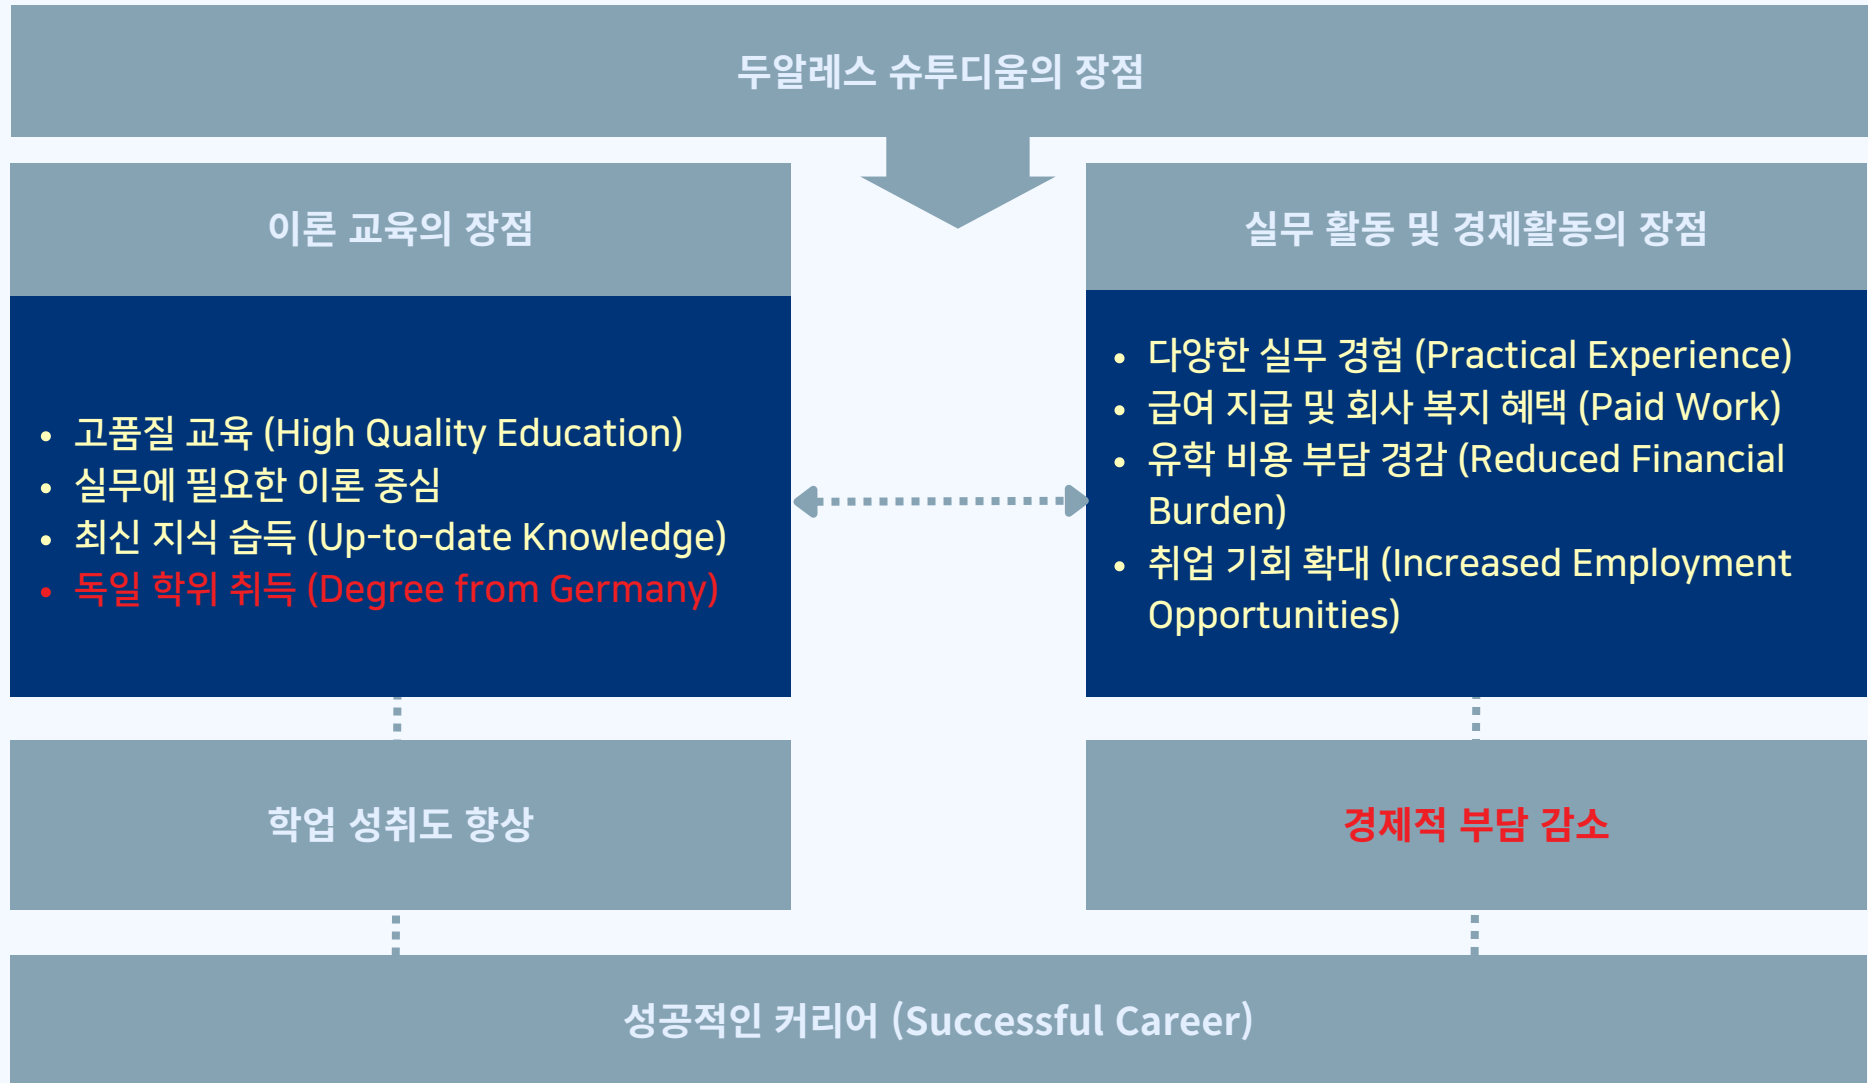 두알레스 슈투디움의 장점
이론 교육의 장점
고품질 교육 (High Quality Education)
실무에 필요한 이론 중심
최신 지식 습득 (Up-to-date Knowledge)
독일 학위 취득 (Degree from Germany)
학업 성취도 향상
실무 활동 및 경제활동의 장점
다양한 실무 경험 (Practical Experience)
급여 지급 및 회사 복지 혜택 (Paid Work)
유학 비용 부담 경감 (Reduced Financial
Burden)
취업 기회 확대 (Increased Employment
Opportunities)
경제적 부담 감소
성공적인 커리어 (Successful Career)